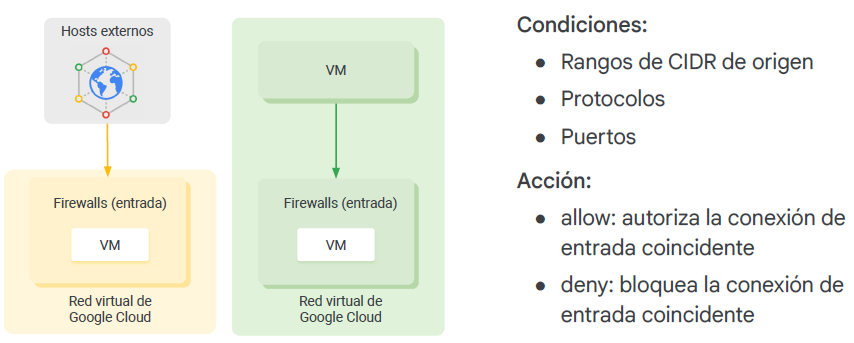 Hosts externos
Firewalls (entrada)
VM
Red virtual de
Google Cloud
VM
Firewalls (entrada)
VM
Red virtual de
Google Cloud
Condiciones:
● Rangos de CIDR de origen
● Protocolos
● Puertos
Acción:
● allow: autoriza la conexión de
entrada coincidente
● deny: bloquea la conexión de
entrada coincidente